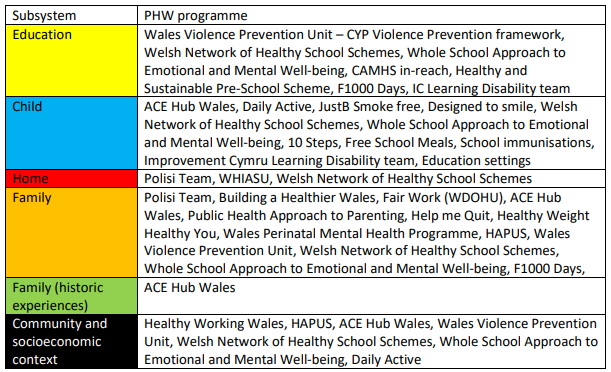 Subsystem PHW programme
Education Wales Violence Prevention Unit – CYP Violence Prevention framework,
Welsh Network of Healthy School Schemes, Whole School Approach to
Emotional and Mental Well-being, CAMHS in-reach, Healthy and
Sustainable Pre-School Scheme, F1000 Days, IC Learning Disability team
Child ACE Hub Wales, Daily Active, JustB Smoke free, Designed to smile, Welsh
Network of Healthy School Schemes, Whole School Approach to Emotional
and Mental Well-being, 10 Steps, Free School Meals, School immunisations,
Improvement Cymru Learning Disability team, Education settings
Home Polisi Team, WHIASU, Welsh Network of Healthy School Schemes
Family Polisi Team, Building a Healthier Wales, Fair Work (WDOHU), ACE Hub
Wales, Public Health Approach to Parenting, Help me Quit, Healthy Weight
Healthy You, Wales Perinatal Mental Health Programme, HAPUS, Wales
Violence Prevention Unit, Welsh Network of Healthy School Schemes,
Whole School Approach to Emotional and Mental Well-being, F1000 Days,
Family (historic ACE Hub Wales
experiences)
Community and Healthy Working Wales, HAPUS, ACE Hub Wales, Wales Violence Prevention
socioeconomic Unit, Welsh Network of Healthy School Schemes, Whole School Approach to
context Emotional and Mental Well-being, Daily Active